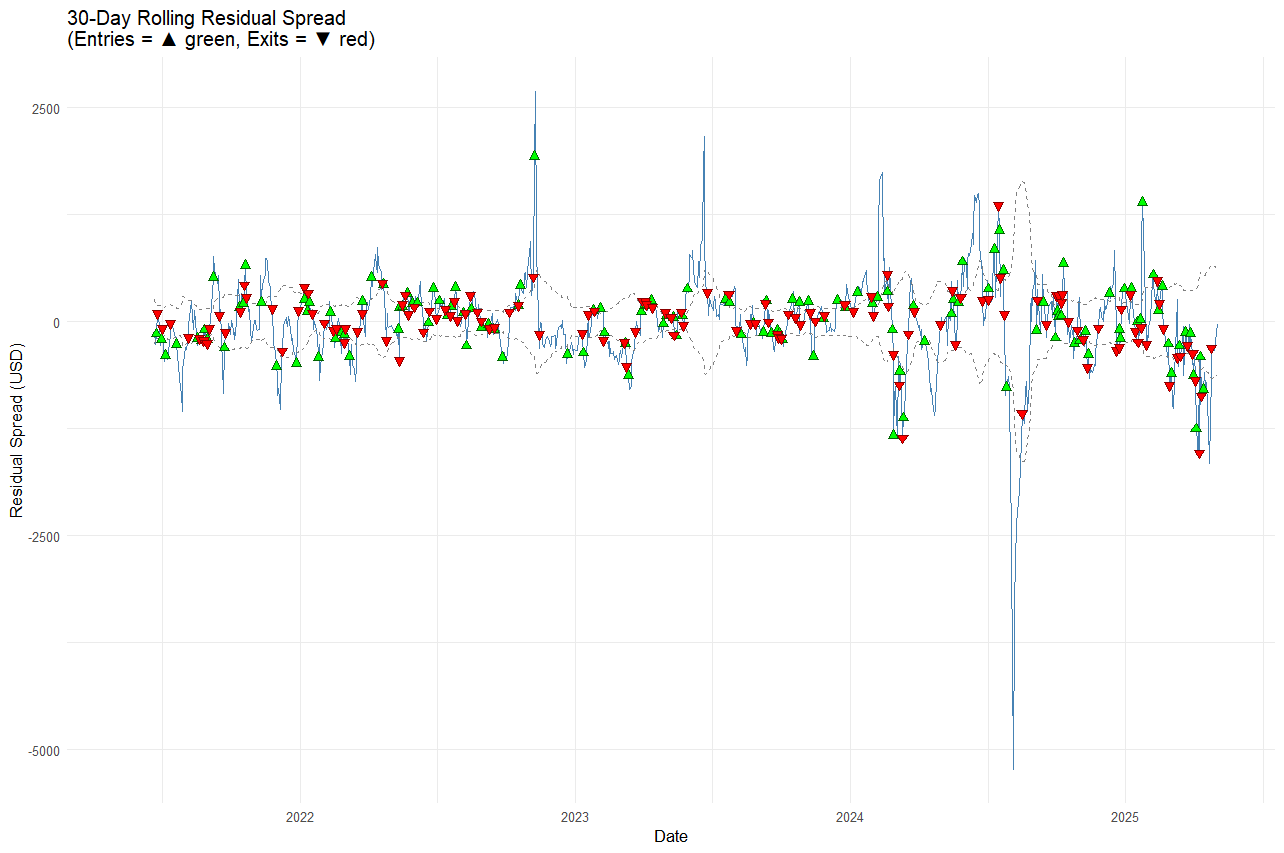 30-Day Rolling Residual Spread
(Entries = ▲ green, Exits = ▼ red)
2500
0
-2500
-5000
Residual Spread (USD)
2022
2023
2024
2025
Date